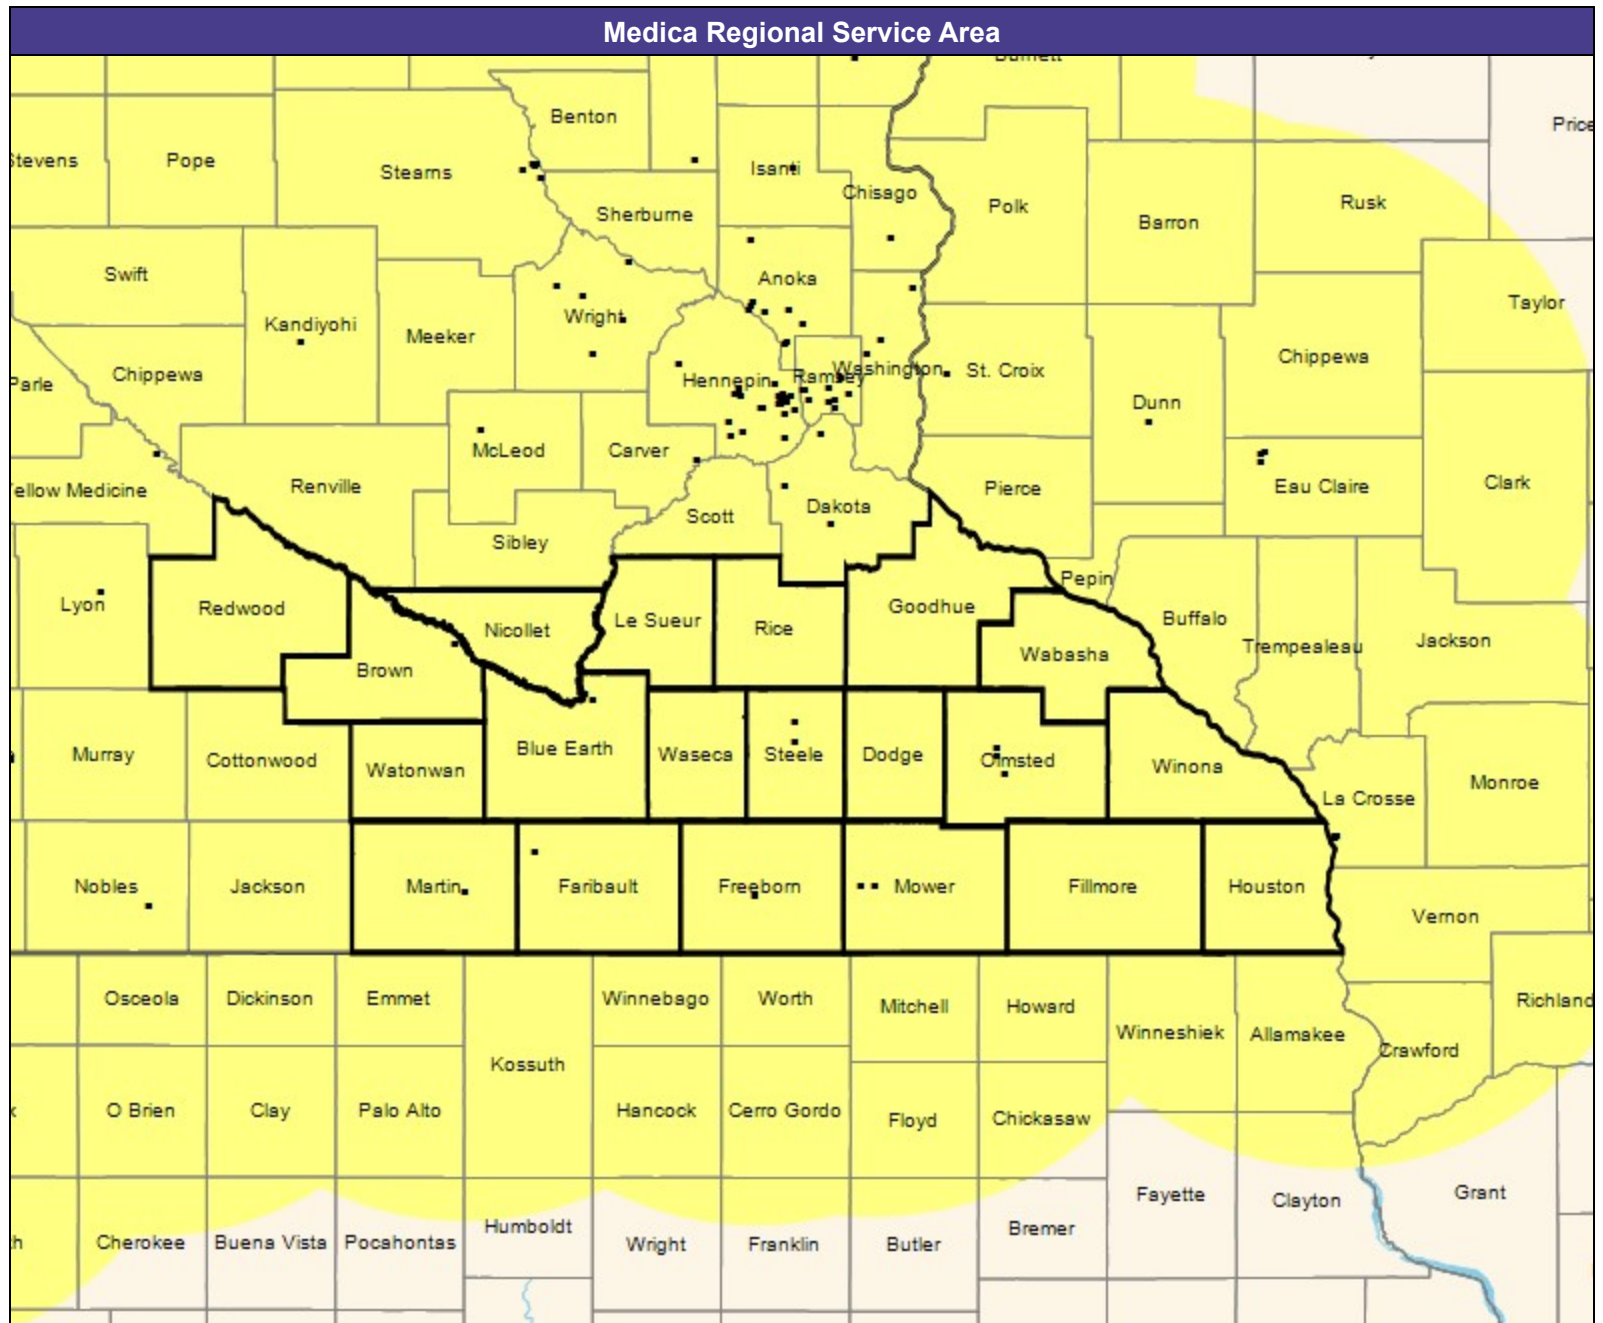 Medica Regional Service Area
Burnett
Benton
Price
Stevens
Pope
Stearns
Isanti
Chisago
Polk
Barron
Rusk
Sherburne
Swift
Anoka
Taylor
Kandiyohi
Wright
Meeker
Chippewa
Parle
Chippewa
Hennepin
Ramsey
Washington
St. Croix
Dunn
McLeod
Carver
Renville
ellow Medicine
Pierce
Eau Claire
Clark
Scott
Dakota
Sibley
Pepin
Lyon
Redwood
Nicollet
Le Sueur
Rice
Goodhue
Buffalo
Trempealeau
Jackson
Brown
Wabasha
Murray
Cottonwood
Watonwan
Blue Earth
Waseca
Steele
Dodge
Olmsted
Winona
La Crosse
Monroe
Nobles
Jackson
Martin
Faribault
Freeborn
Mower
Fillmore
Houston
Vernon
Osceola
Dickinson
Emmet
Winnebago
Worth
Mitchell
Howard
Richland
Kossuth
Winneshiek
Allamakee
Crawford
O Brien
Clay
Palo Alto
Hancock
Cerro Gordo
Floyd
Chickasaw
Fayette
Clayton
Grant
h
Cherokee
Buena Vista
Pocahontas
Humboldt
Wright
Franklin
Butler
Bremer